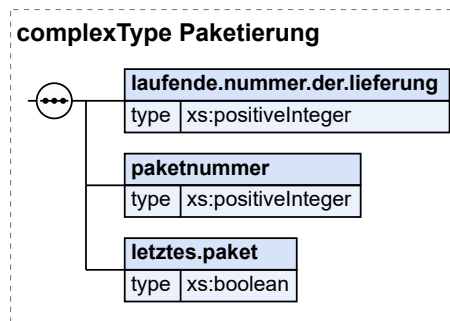 complexType Paketierung
laufende.nummer.der.lieferung
type xs:positiveInteger
paketnummer
type xs:positiveInteger
letztes.paket
type xs:boolean